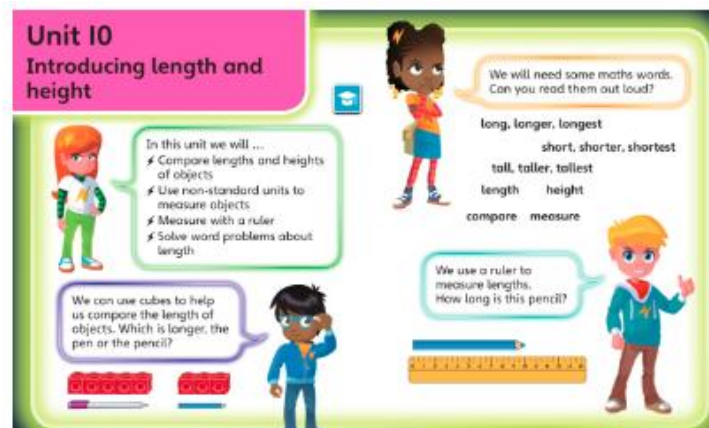 Unit 10
Introducing length and
height
In this unit we will ...
Compare lengths and heights
of objects
Use non-standard units to
measure objects
Measure with a ruler
Solve word problems about
length
We can use cubes to help
us compare the length of
objects. Which is longer, the
pen or the pencil?
We will need some maths words.
Can you read them out loud?
long, longer, longest
short, shorter, shortest
tall, taller, tallest
length height
compare measure
We use a ruler to
measure lengths.
How long is this pencil?